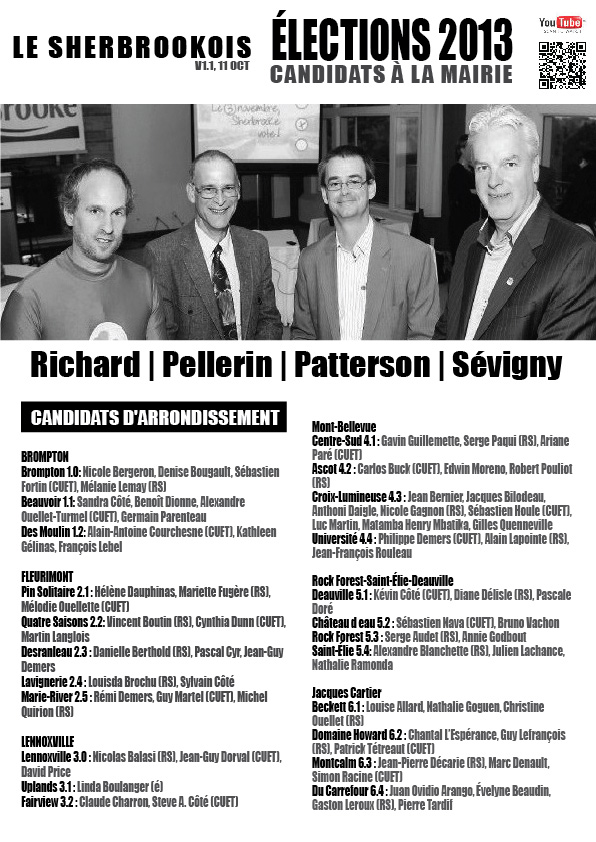 LE SHERBROOKOIS
V1.1, 11 OCT
ÉLECTIONS 2013
CANDIDATS À LA MAIRIE
YouTube
Le 3 novembre,
Sherbrooke
vote!
Richard | Pellerin | Patterson | Sévigny
CANDIDATS D'ARRONDISSEMENT
BROMPTON
Brompton 1.0: Nicole Bergeron, Denise Bougault, Sébastien
Fortin (CUET), Mélanie Lemay (RS)
Beauvoir 1.1: Sandra Côté, Benoît Dionne, Alexandre
Ouellet-Turmel (CUET), Germain Parenteau
Des Moulin 1.2: Alain-Antoine Courchesne (CUET), Kathleen
Gélinas, François Lebel
FLEURIMONT
Pin Solitaire 2.1 : Hélène Dauphinas, Mariette Fugère (RS),
Mélodie Ouellette (CUET)
Quatre Saisons 2.2: Vincent Boutin (RS), Cynthia Dunn (CUET),
Martin Langlois
Desranleau 2.3 : Danielle Berthold (RS), Pascal Cyr, Jean-Guy
Demers
Lavignerie 2.4 : Louisda Brochu (RS), Sylvain Côté
Marie-River 2.5 : Rémi Demers, Guy Martel (CUET), Michel
Quirion (RS)
LENNOXVILLE
Lennoxville 3.0 : Nicolas Balasi (RS), Jean-Guy Dorval (CUET),
David Price
Uplands 3.1 : Linda Boulanger (é)
Fairview 3.2 : Claude Charron, Steve A. Côté (CUET)
Mont-Bellevue
Centre-Sud 4.1 : Gavin Guillemette, Serge Paqui (RS), Ariane
Paré (CUET)
Ascot 4.2 : Carlos Buck (CUET), Edwin Moreno, Robert Pouliot
(RS)
Croix-Lumineuse 4.3 : Jean Bernier, Jacques Bilodeau,
Anthoni Daigle, Nicole Gagnon (RS), Sébastien Houle (CUET),
Luc Martin, Matamba Henry Mbatika, Gilles Quenneville
Université 4.4 : Philippe Demers (CUET), Alain Lapointe (RS),
Jean-François Rouleau
Rock Forest-Saint-Élie-Deauville
Deauville 5.1 : Kévin Côté (CUET), Diane Délisle (RS), Pascale
Doré
Château d eau 5.2 : Sébastien Nava (CUET), Bruno Vachon
Rock Forest 5.3 : Serge Audet (RS), Annie Godbout
Saint-Élie 5.4: Alexandre Blanchette (RS), Julien Lachance,
Nathalie Ramonda
Jacques Cartier
Beckett 6.1 : Louise Allard, Nathalie Goguen, Christine
Ouellet (RS)
Domaine Howard 6.2 : Chantal L'Espérance, Guy Lefrançois
(RS), Patrick Tétreaut (CUET)
Montcalm 6.3 : Jean-Pierre Décarie (RS), Marc Denault,
Simon Racine (CUET)
Du Carrefour 6.4 : Juan Ovidio Arango, Évelyne Beaudin,
Gaston Leroux (RS), Pierre Tardif